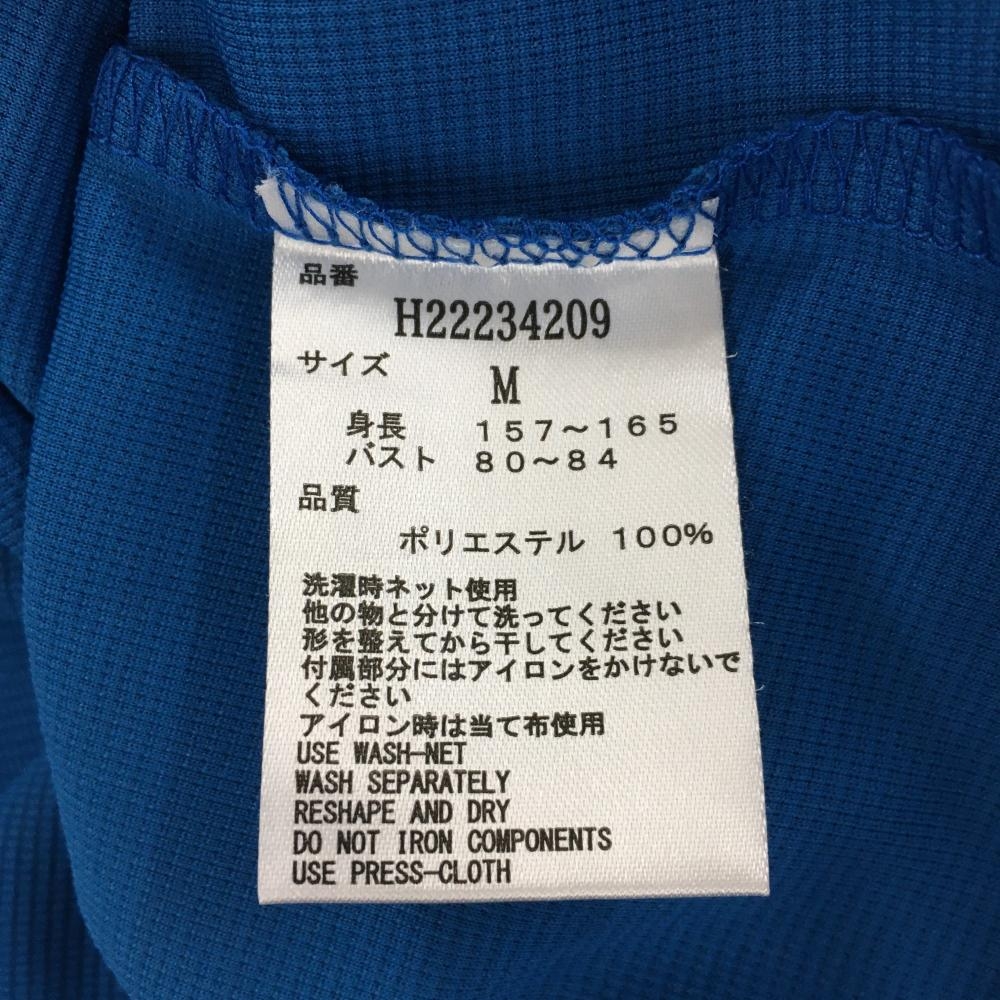 品番
H22234209
サイズ
M
身長 157～165
バスト 80～84
品質
ポリエステル 100%
洗濯時ネット使用
他の物と分けて洗ってください
形を整えてから干してください
付属部分にはアイロンをかけないで
ください
アイロン時は当て布使用
USE WASH-NET
WASH SEPARATELY
RESHAPE AND DRY
DO NOT IRON COMPONENTS
USE PRESS-CLOTH